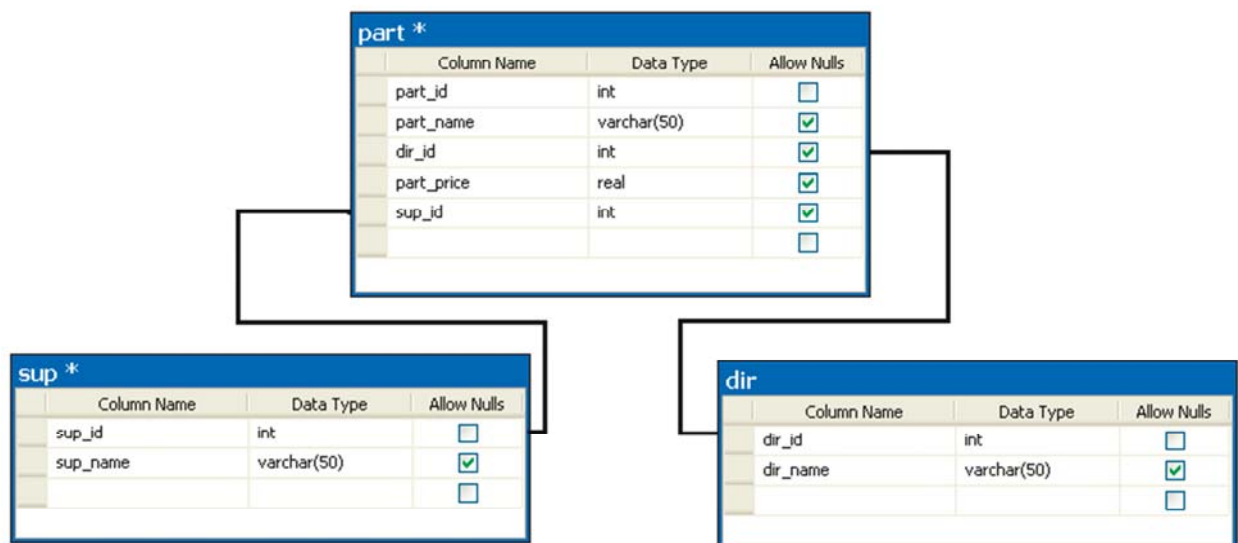 part *
Column Name Data Type Allow Nulls
part_id int
part_name varchar(50)
dir_id int
part_price real
sup_id int
sup *
Column Name Data Type Allow Nulls
sup_id int
sup_name varchar(50)
dir
Column Name Data Type Allow Nulls
dir_id int
dir_name varchar(50)